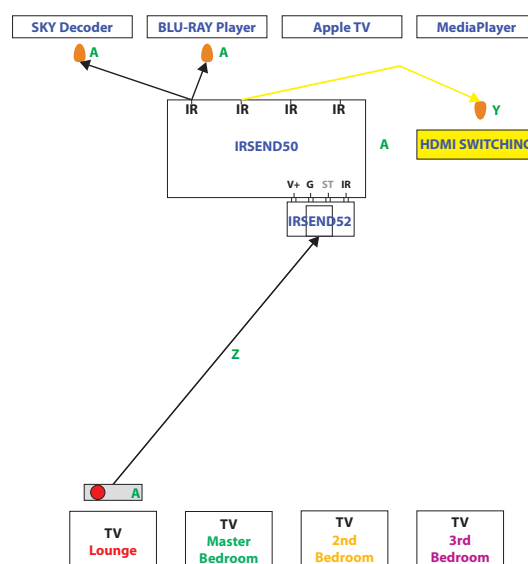 SKY Decoder BLU-RAY Player Apple TV MediaPlayer
A A
Y
IR IR IR IR
IRSEND50 A HDMI SWITCHING
V+ G ST IR
IRSEND52
Z
A
TV TV TV TV
Lounge Master 2nd 3rd
Bedroom Bedroom Bedroom